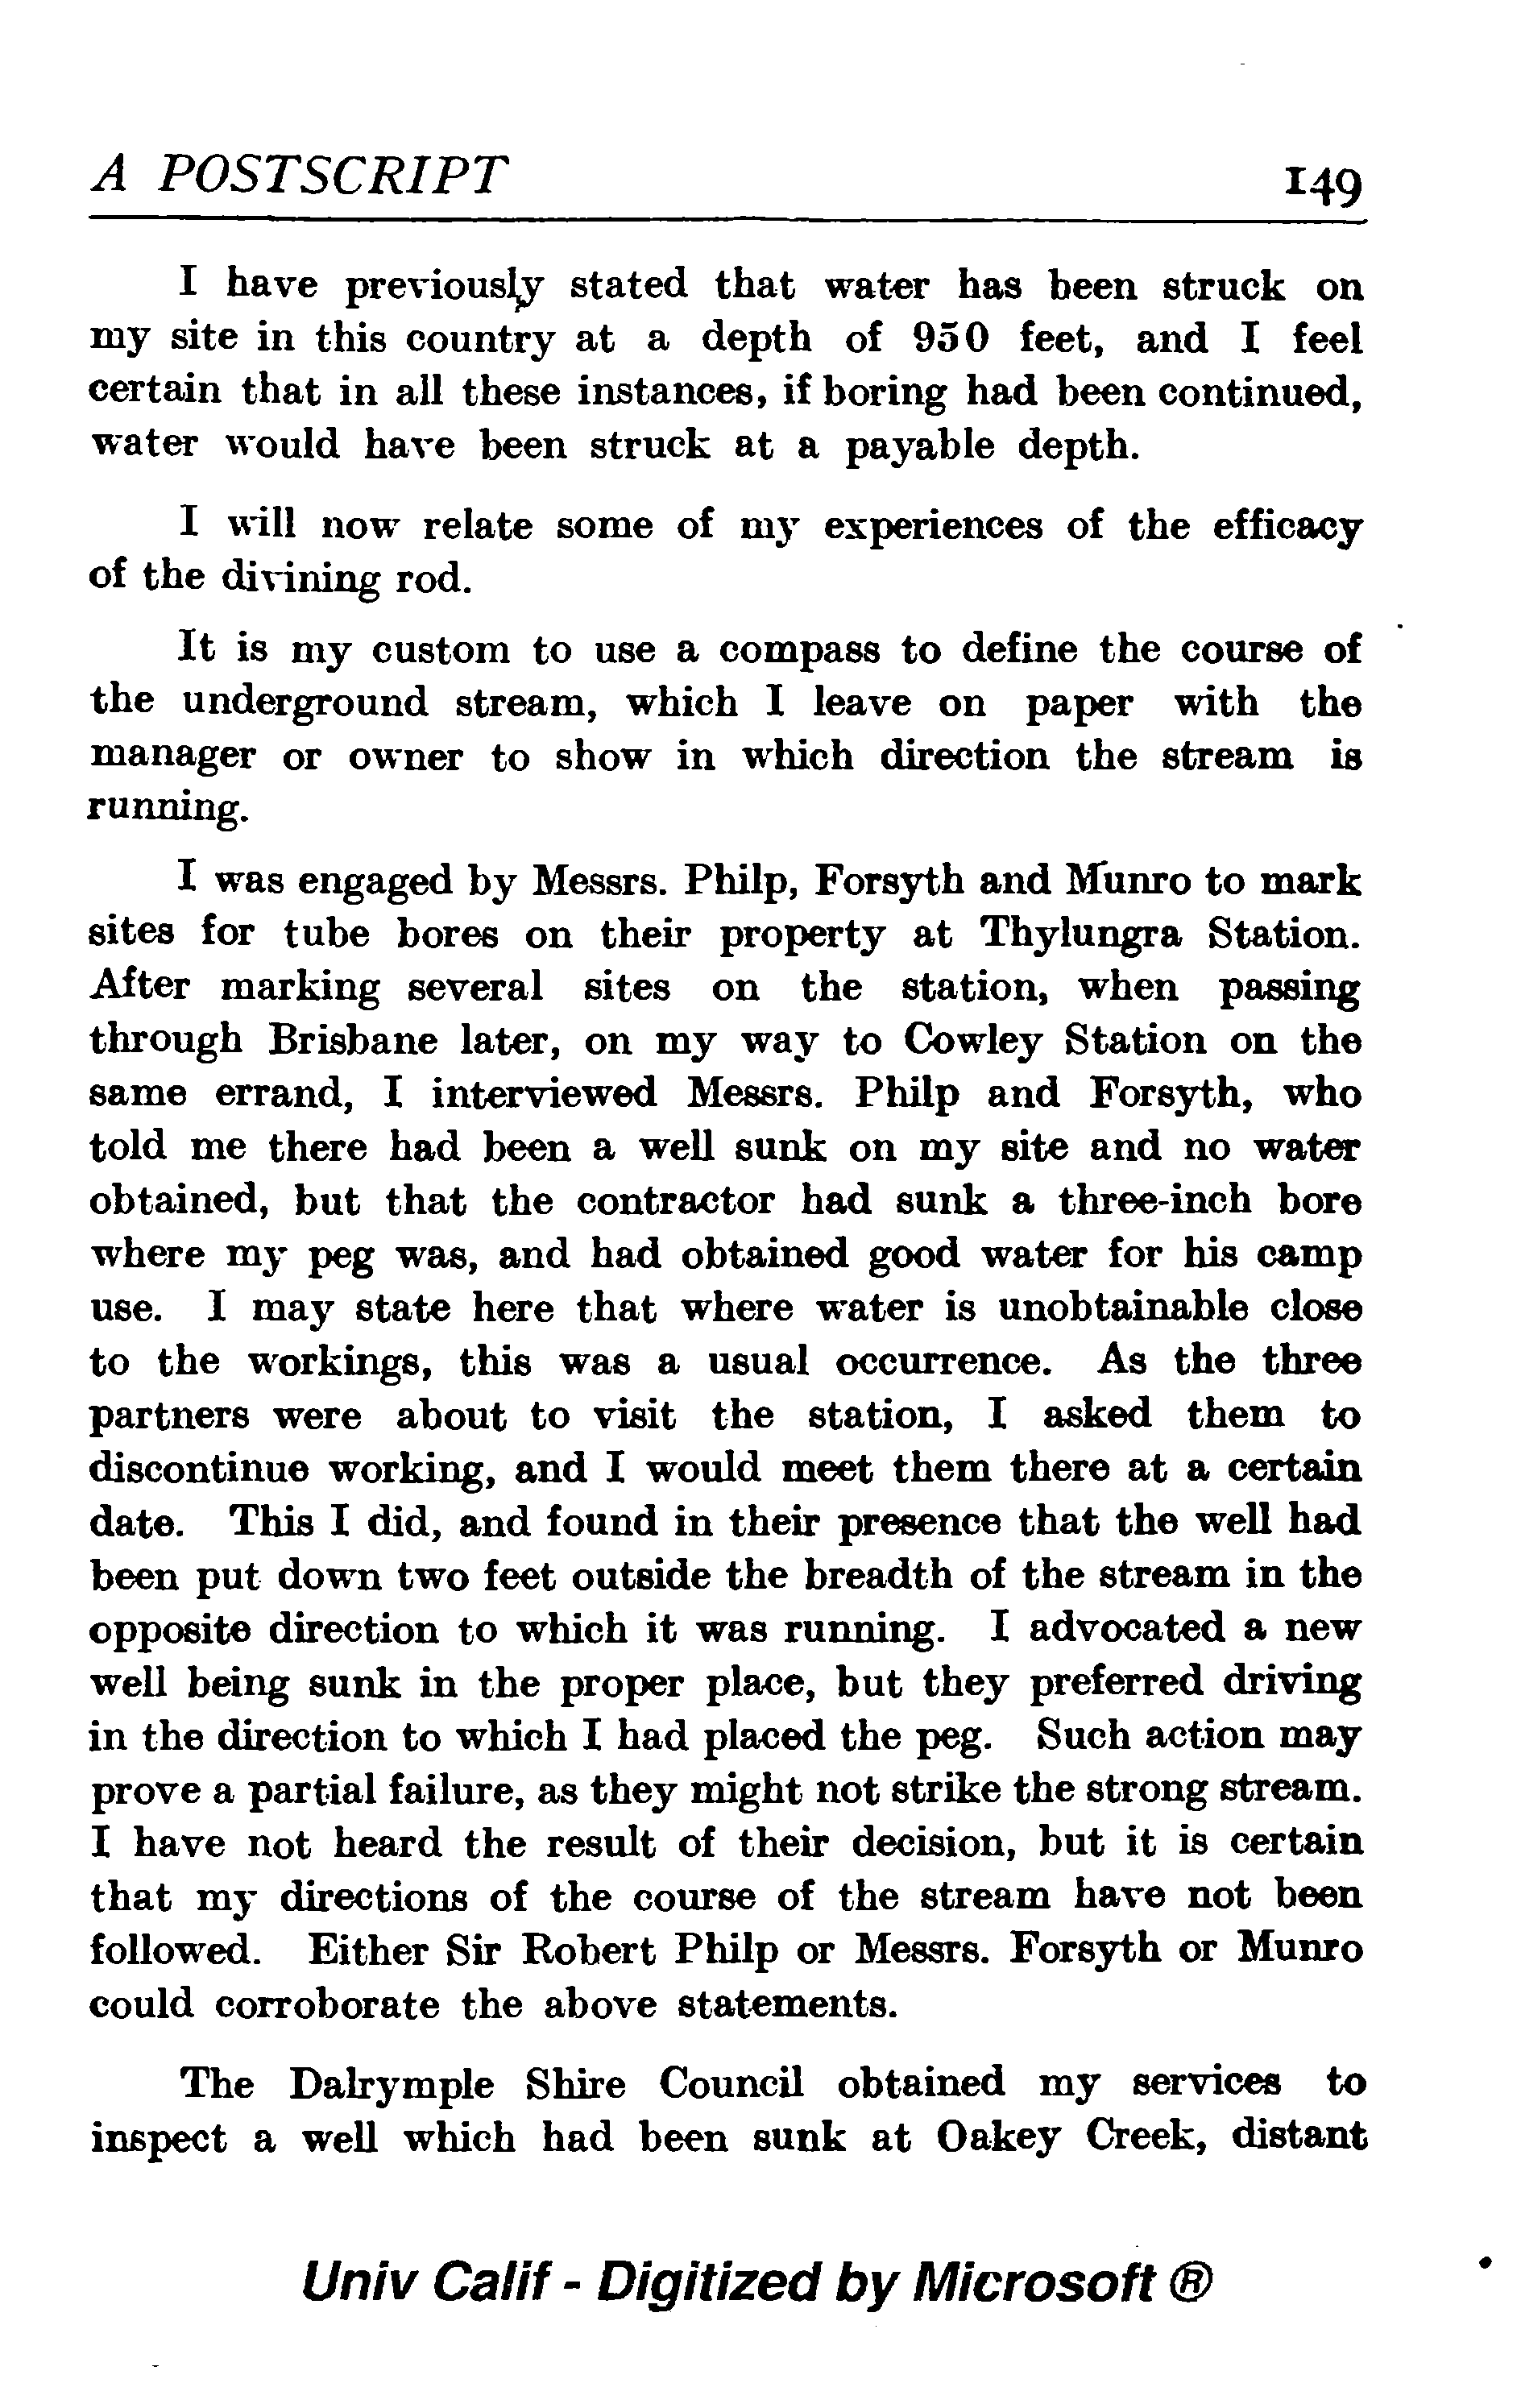 A POSTSCRIPT 149
I have previously stated that water has been struck on
my site in this country at a depth of 950 feet, and I feel
certain that in all these instances, if boring had been continued,
water would have been struck at a payable depth.
I will now relate some of my experiences of the efficacy
of the divining rod.
It is my custom to use a compass to define the course of
the underground stream, which I leave on paper with the
manager or owner to show in which direction the stream is
running.
I was engaged by Messrs. Philp, Forsyth and Munro to mark
sites for tube bores on their property at Thylungra Station.
After marking several sites on the station, when passing
through Brisbane later, on my way to Cowley Station on the
same errand, I interviewed Messrs. Philp and Forsyth, who
told me there had been a well sunk on my site and no water
obtained, but that the contractor had sunk a three-inch bore
where my peg was, and had obtained good water for his camp
use. I may state here that where water is unobtainable close
to the workings, this was a usual occurrence. As the three
partners were about to visit the station, I asked them to
discontinue working, and I would meet them there at a certain
date. This I did, and found in their presence that the well had
been put down two feet outside the breadth of the stream in the
opposite direction to which it was running. I advocated a new
well being sunk in the proper place, but they preferred driving
in the direction to which I had placed the peg. Such action may
prove a partial failure, as they might not strike the strong stream.
I have not heard the result of their decision, but it is certain
that my directions of the course of the stream have not been
followed. Either Sir Robert Philp or Messrs. Forsyth or Munro
could corroborate the above statements.
The Dalrymple Shire Council obtained my services to
inspect a well which had been sunk at Oakey Creek, distant
Univ Calif - Digitized by Microsoft ®